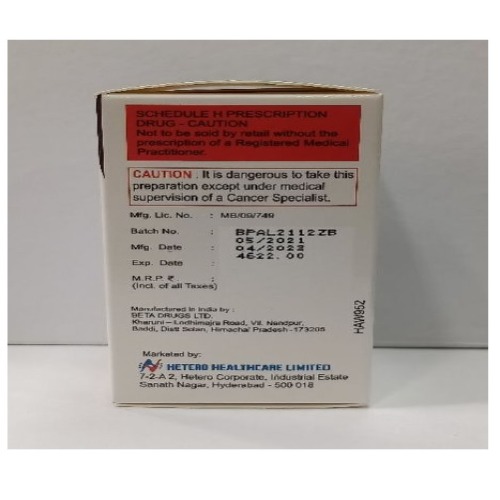 SCHEDULE H PRESCRIPTION
DRUG - CAUTION
Not to be sold by retail without the
prescription of a Registered Medical
Practitioner.
CAUTION : It is dangerous to take this
preparation except under medical
supervision of a Cancer Specialist.
Mfg. Lic. No. : MB/09/749
Batch No. : BPAL2112ZB
Mfg. Date : 05/2021
Exp. Date : 04/2023
M.R.P. ₹ : 4622.00
(Incl. of all Taxes)
Manufactured in India by :
BETA DRUGS LTD.
Kharuni - Lodhimajra Road, Vill. Nandpur,
Baddi, Distt Solan, Himachal Pradesh -173205
HAW952
Marketed by:
HETERO HEALTHCARE LIMITED
7-2-A 2, Hetero Corporate, Industrial Estate
Sanath Nagar, Hyderabad - 500 018